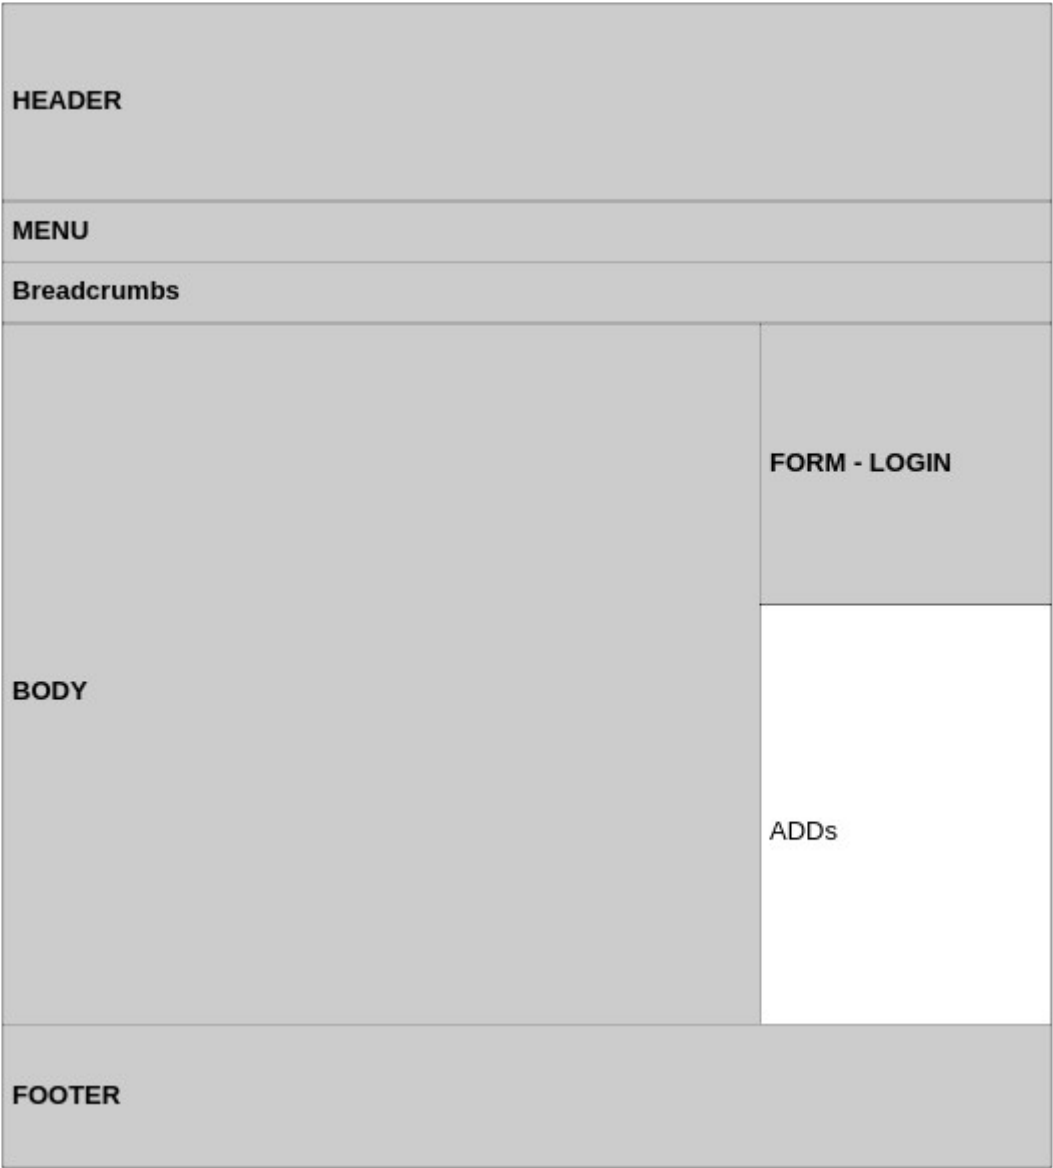 HEADER
MENU
Breadcrumbs
FORM - LOGIN
BODY
ADDs
FOOTER